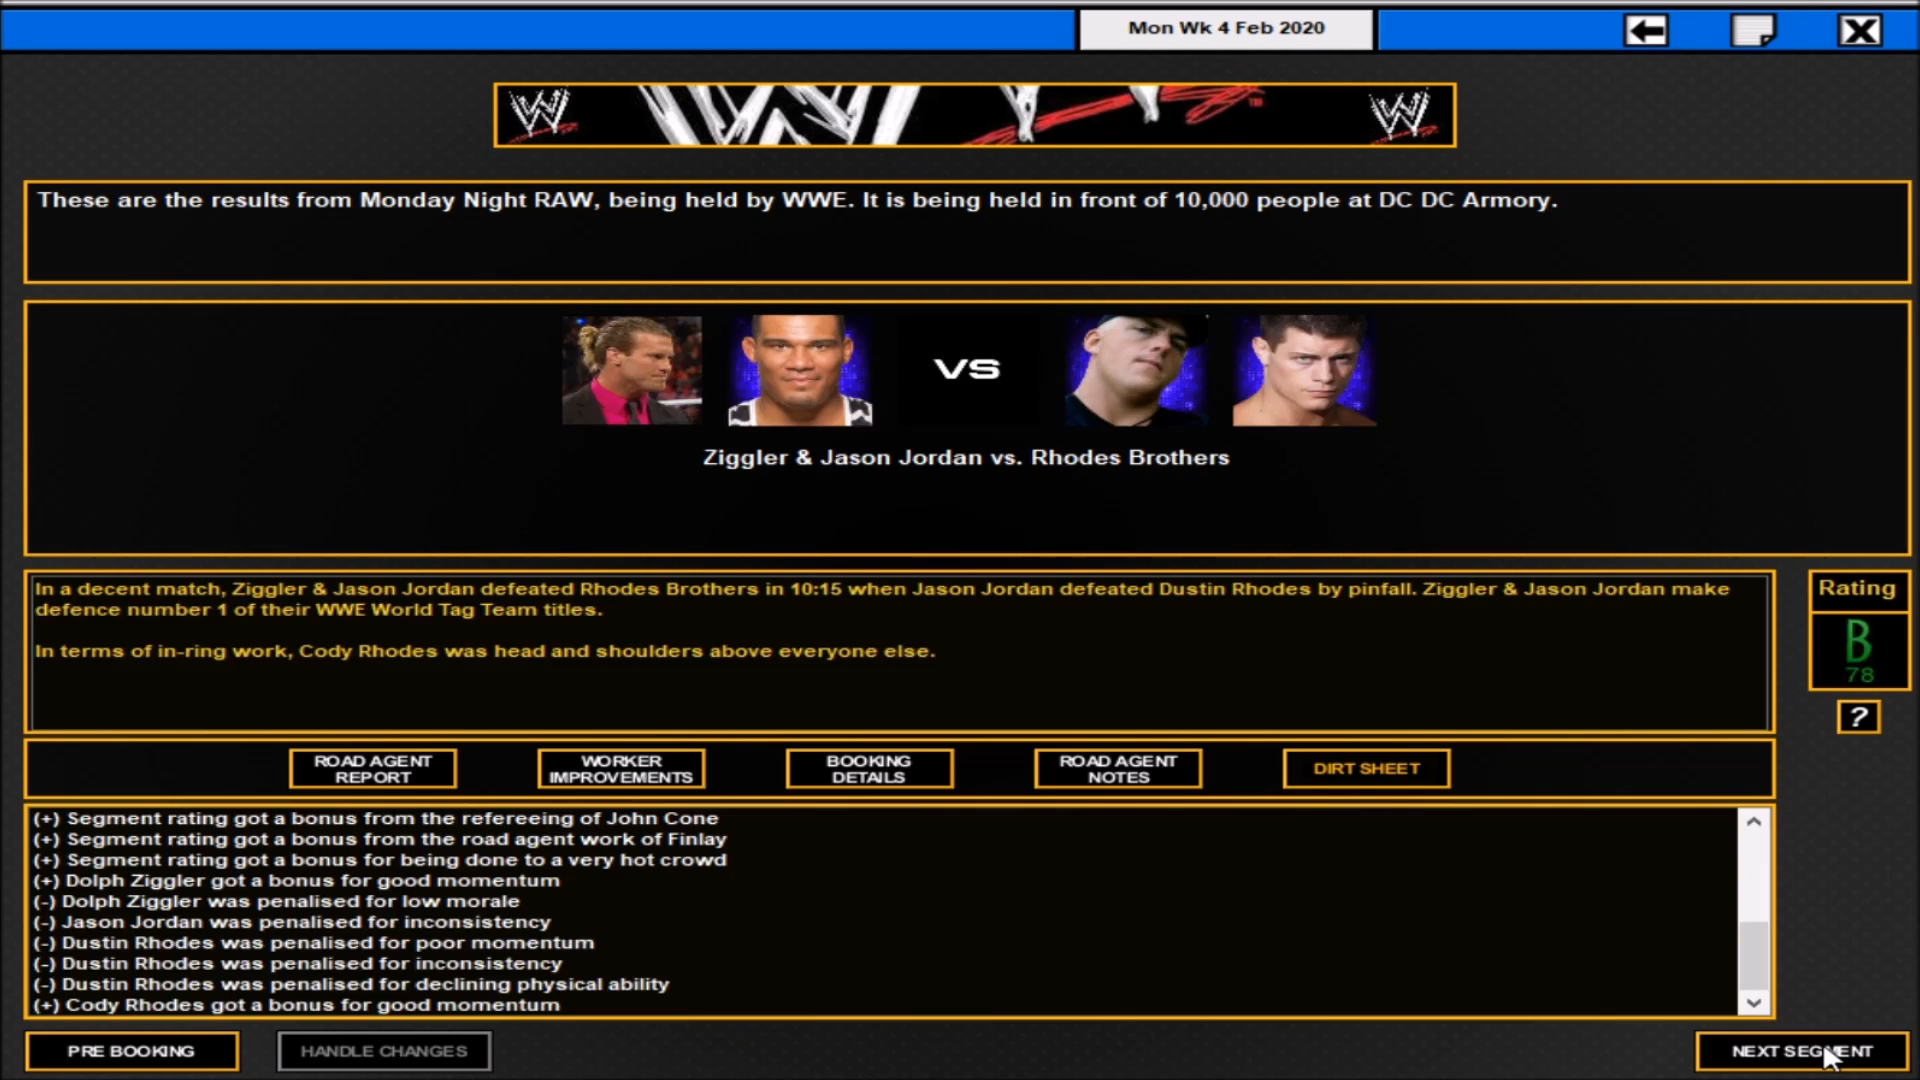 Mon Wk 4 Feb 2020
These are the results from Monday Night RAW, being held by WWE. It is being held in front of 10,000 people at DC DC Armory.
VS
Ziggler & Jason Jordan vs. Rhodes Brothers
In a decent match, Ziggler & Jason Jordan defeated Rhodes Brothers in 10:15 when Jason Jordan defeated Dustin Rhodes by pinfall. Ziggler & Jason Jordan make
defence number 1 of their WWE World Tag Team titles.
In terms of in-ring work, Cody Rhodes was head and shoulders above everyone else.
Rating
B
78
?
ROAD AGENT
REPORT
WORKER
IMPROVEMENTS
BOOKING
DETAILS
ROAD AGENT
NOTES
DIRT SHEET
(+) Segment rating got a bonus from the refereeing of John Cone
(+) Segment rating got a bonus from the road agent work of Finlay
(+) Segment rating got a bonus for being done to a very hot crowd
(+) Dolph Ziggler got a bonus for good momentum
(-) Dolph Ziggler was penalised for low morale
(-) Jason Jordan was penalised for inconsistency
(-) Dustin Rhodes was penalised for poor momentum
(-) Dustin Rhodes was penalised for inconsistency
(-) Dustin Rhodes was penalised for declining physical ability
(+) Cody Rhodes got a bonus for good momentum
PRE BOOKING
HANDLE CHANGES
NEXT SEGMENT